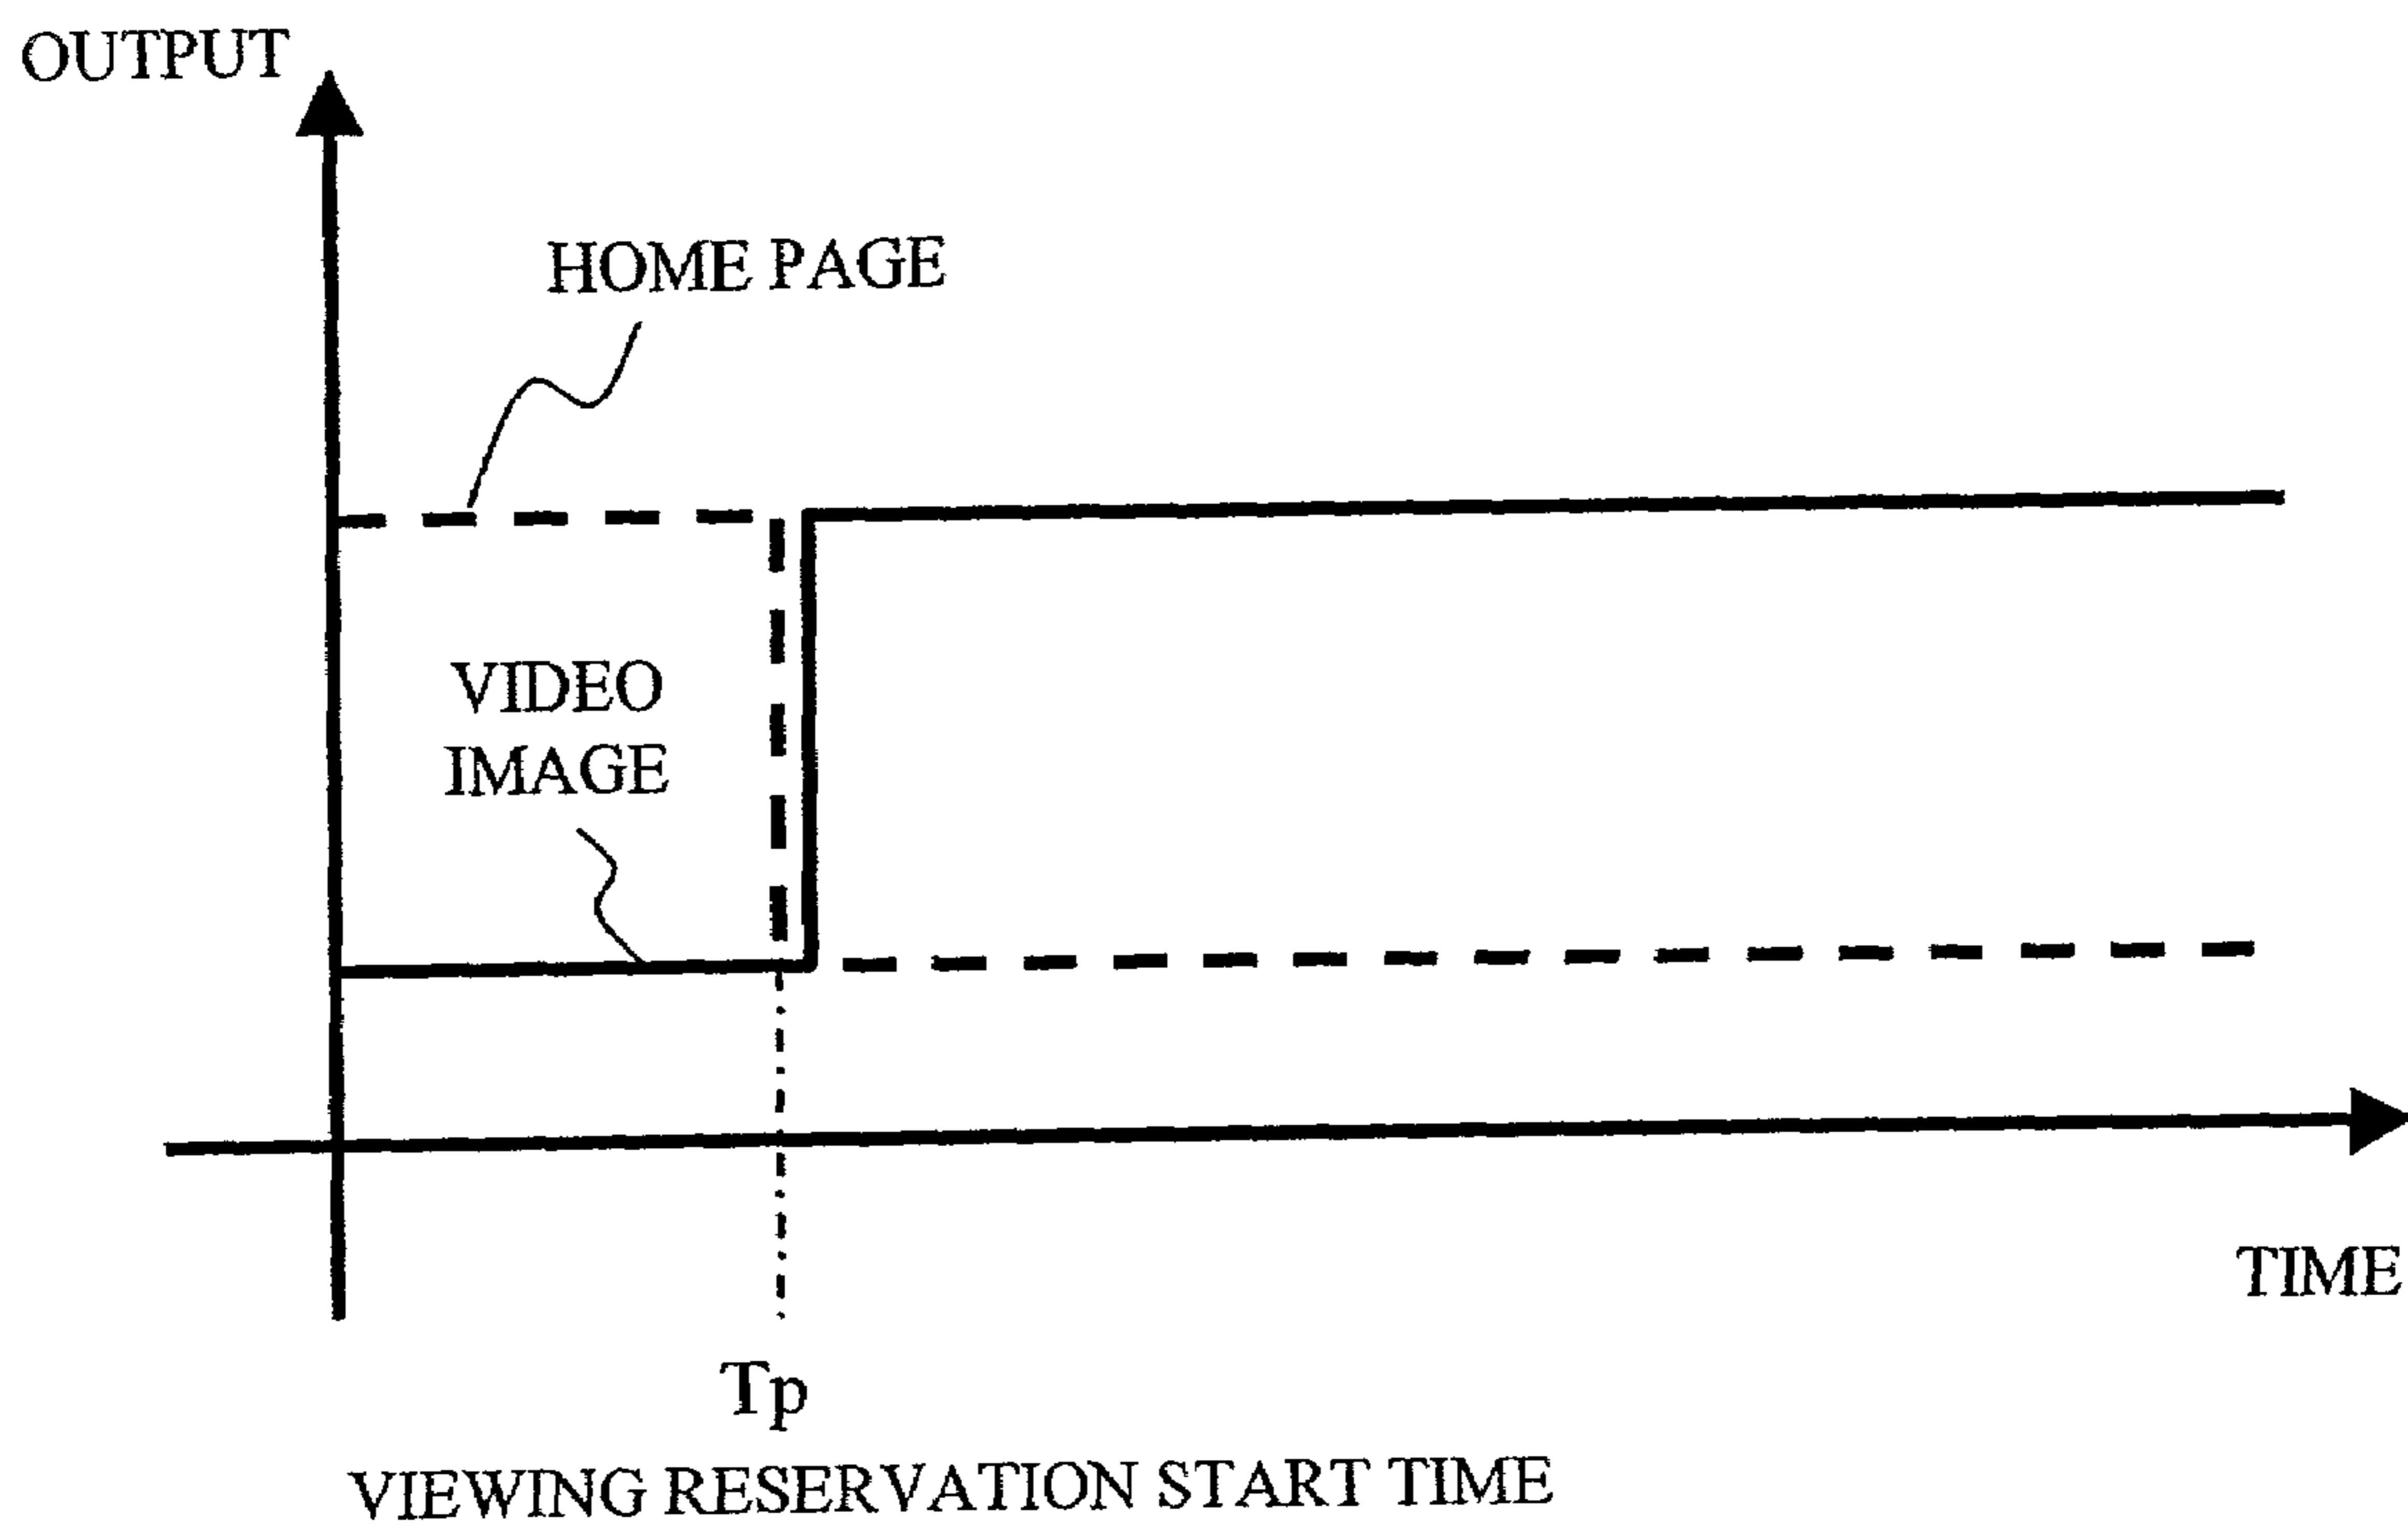 OUTPUT
HOME PAGE
VIDEO
IMAGE
TIME
Tp
VIEWING RESERVATION START TIME